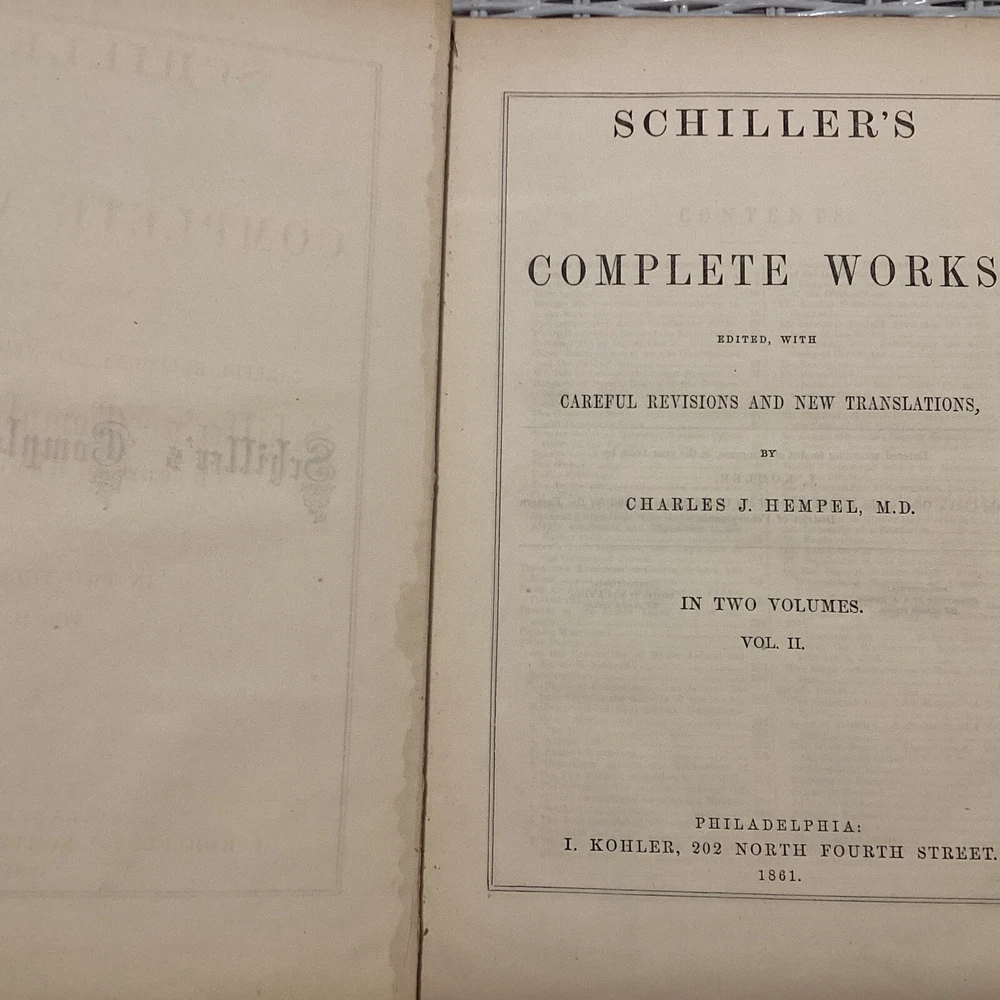 SCHILLER'S
COMPLETE WORKS
EDITED, WITH
CAREFUL REVISIONS AND NEW TRANSLATIONS,
BY
CHARLES J. HEMPEL, M.D.
IN TWO VOLUMES.
VOL. II.
PHILADELPHIA:
I. KOHLER, 202 NORTH FOURTH STREET.
1861.